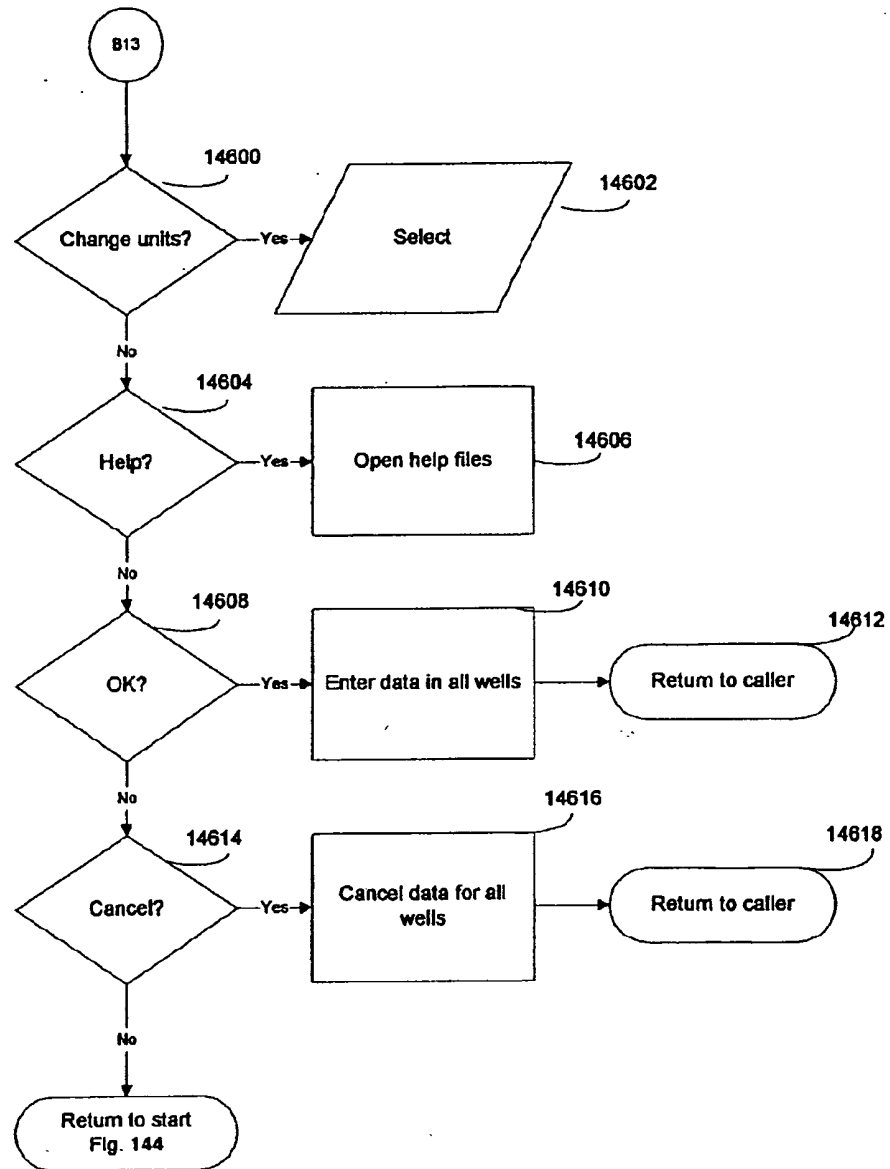 B13
14600
Change units?
Yes
Select
14602
No
14604
Help?
Yes
Open help files
14606
No
14608
OK?
Yes
14610
Enter data in all wells
14612
Return to caller
No
14614
Cancel?
Yes
14616
Cancel data for all
wells
14618
Return to caller
No
Return to start
Fig. 144